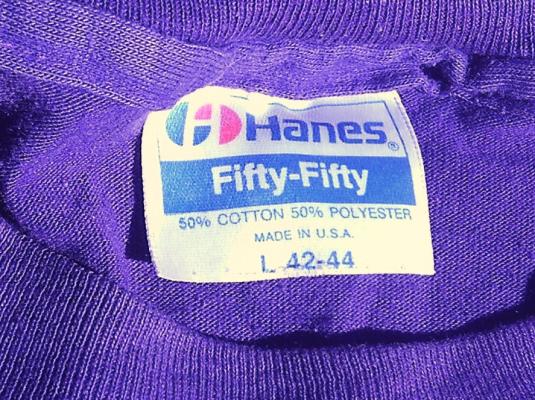 Hanes®
Fifty-Fifty
50% COTTON 50% POLYESTER
MADE IN U.S.A.
L 42-44